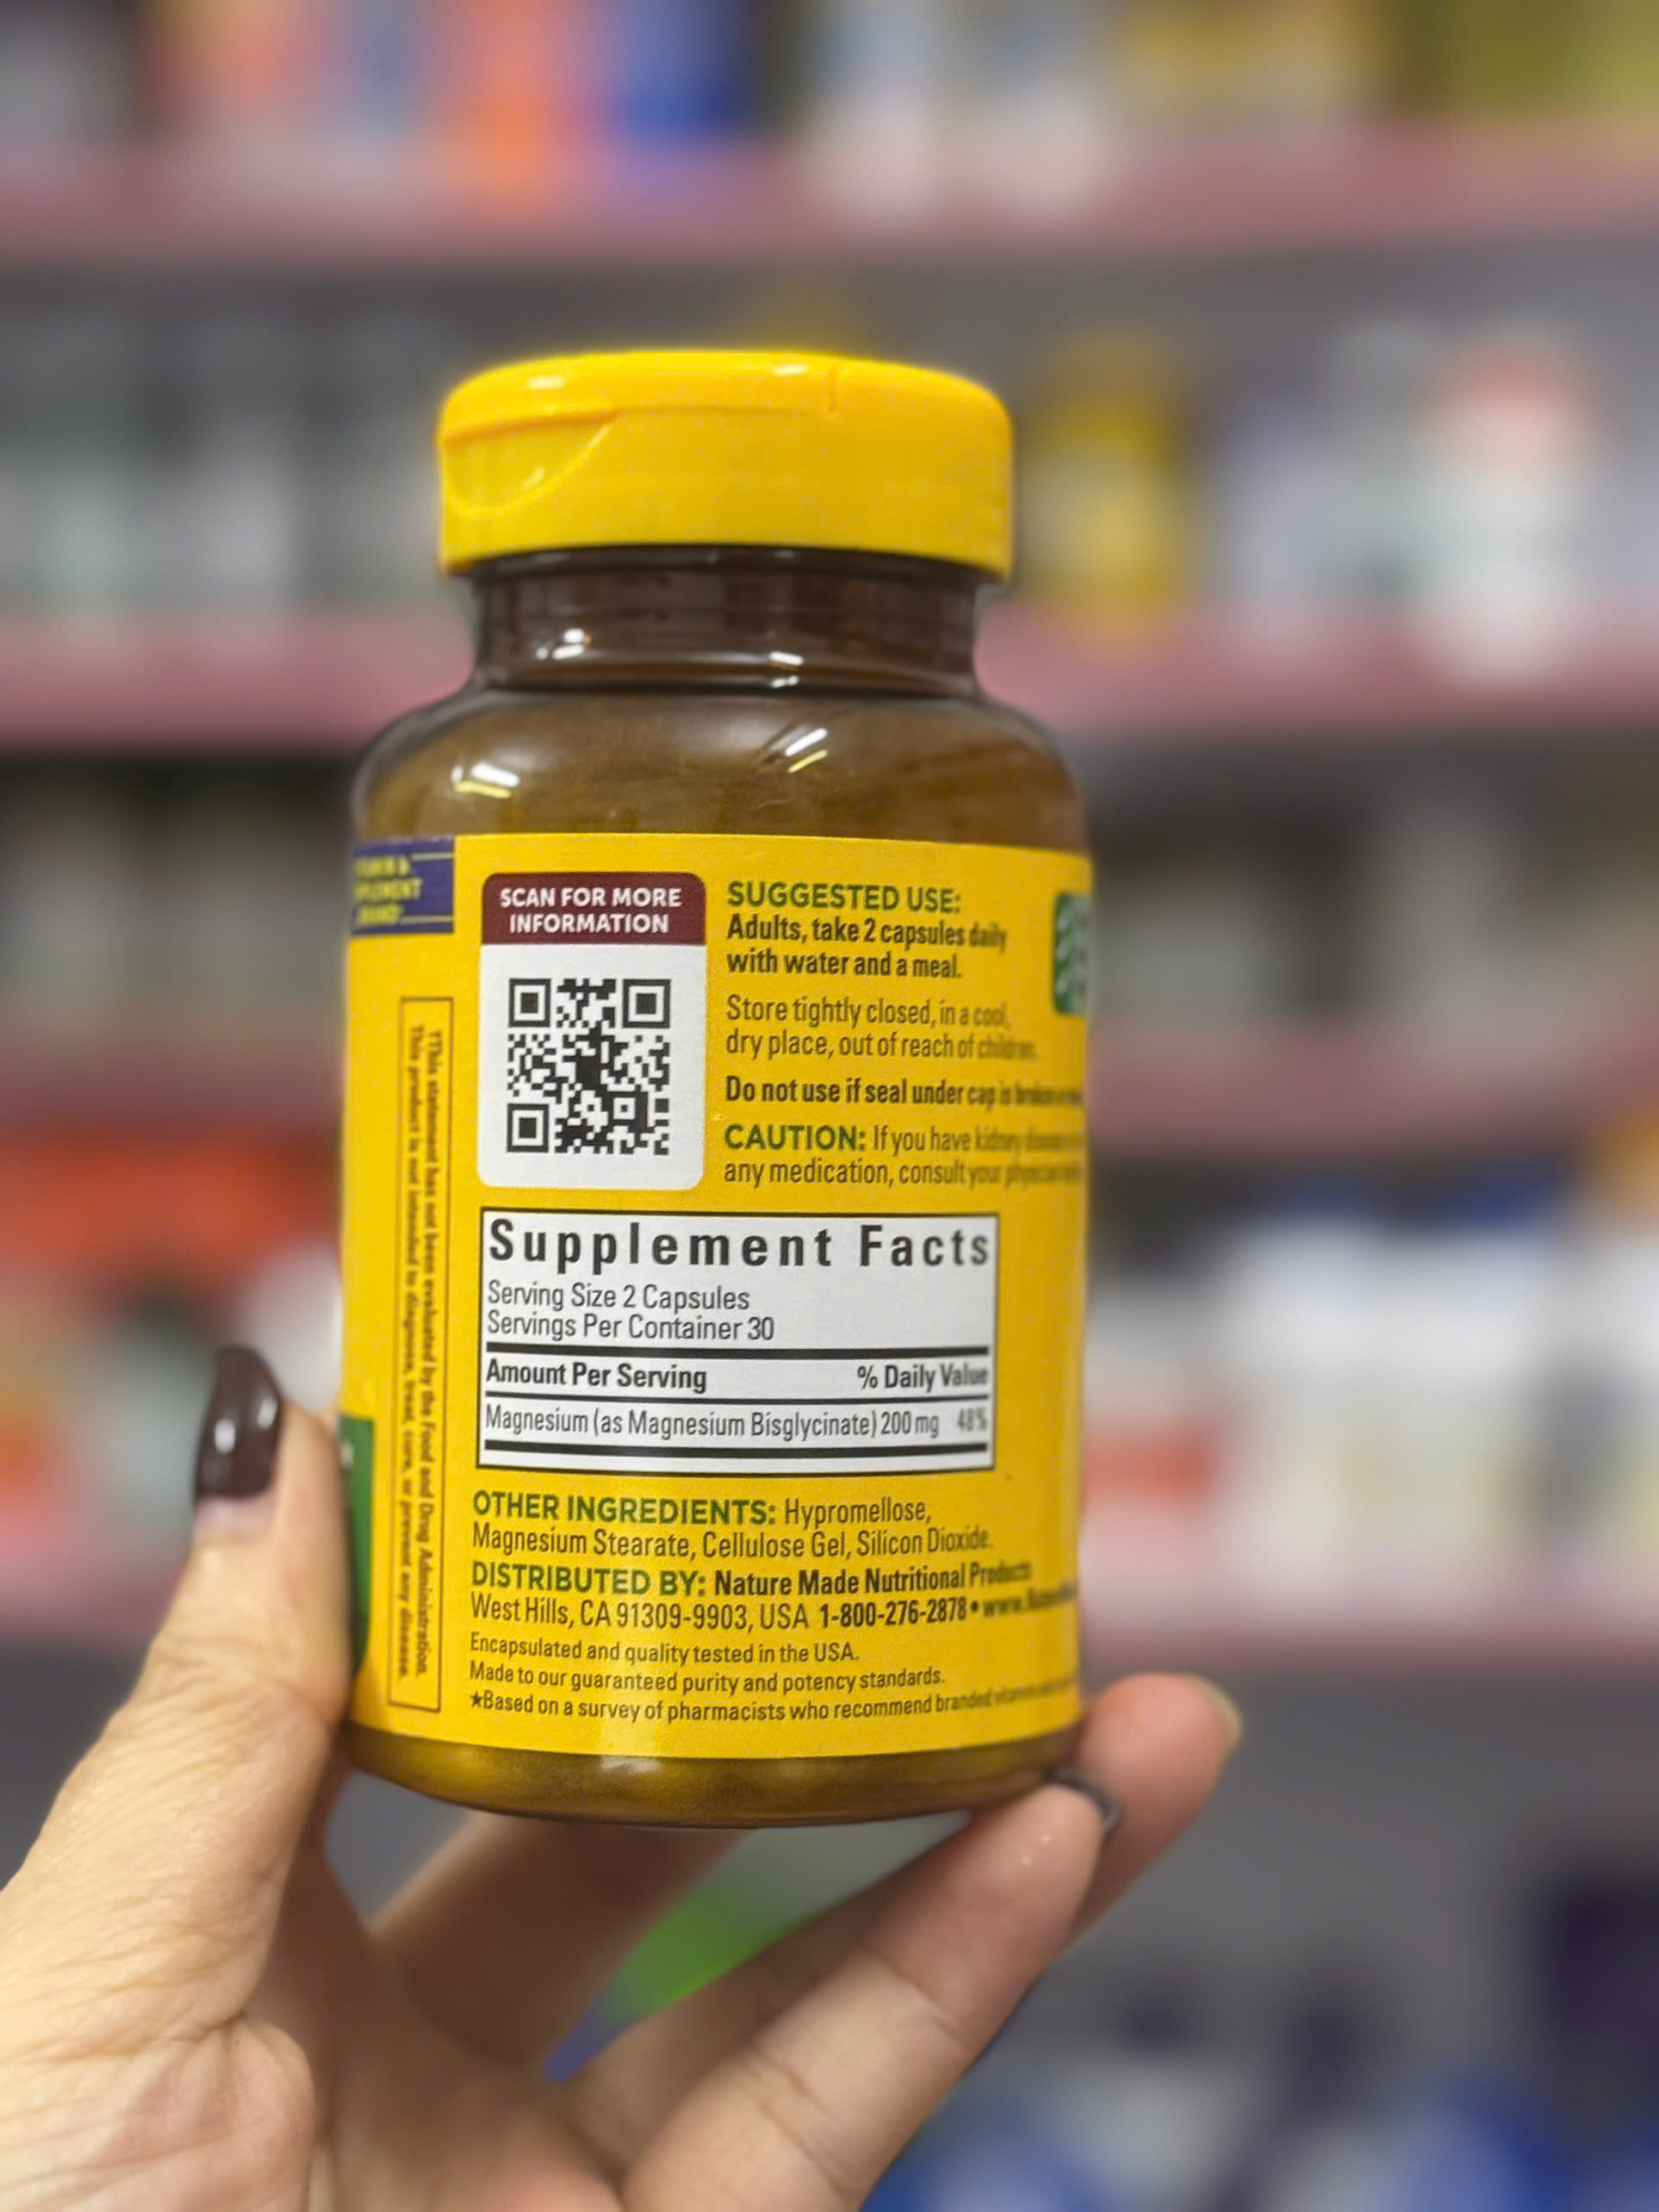 SCAN FOR MORE
INFORMATION
SUGGESTED USE:
Adults, take 2 capsules daily
with water and a meal.
Store tightly closed, in a cool,
dry place, out of reach of children.
Do not use if seal under cap is broken or
CAUTION: If you have kidney disease
any medication, consult your physician
Supplement Facts
Serving Size 2 Capsules
Servings Per Container 30
Amount Per Serving % Daily Value
Magnesium (as Magnesium Bisglycinate) 200 mg 48%
OTHER INGREDIENTS: Hypromellose,
Magnesium Stearate, Cellulose Gel, Silicon Dioxide.
DISTRIBUTED BY: Nature Made Nutritional Products
West Hills, CA 91309-9903, USA 1-800-276-2878 •
Encapsulated and quality tested in the USA.
Made to our guaranteed purity and potency standards.
★Based on a survey of pharmacists who recommend branded
†This statement has not been evaluated by the Food and Drug Administration.
This product is not intended to diagnose, treat, cure, or prevent any disease.